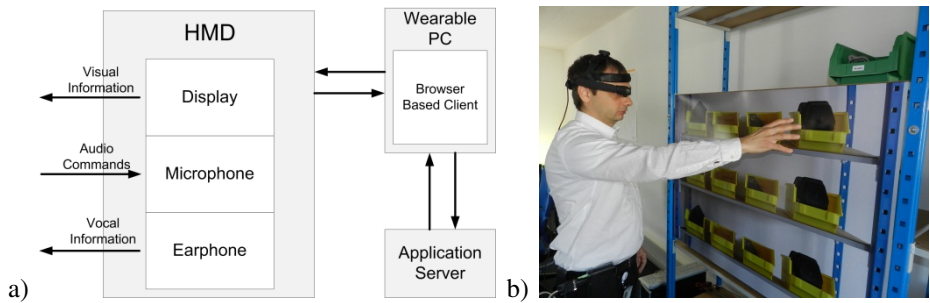 HMD
Visual
Information
Display
Audio
Commands
Microphone
Vocal
Information
Earphone
Wearable
PC
Browser
Based Client
Application
Server
a)
b)